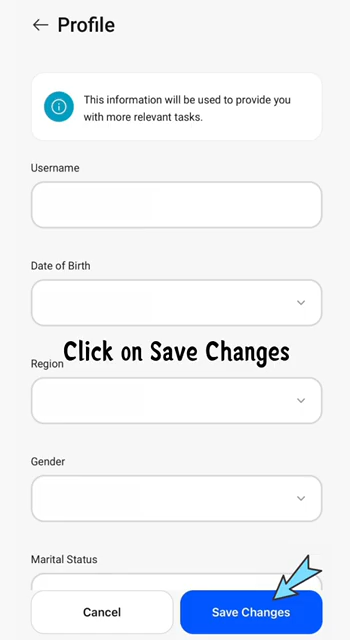 Profile
This information will be used to provide you
with more relevant tasks.
Username
Date of Birth
Click on Save Changes
Region
Gender
Marital Status
Cancel
Save Changes